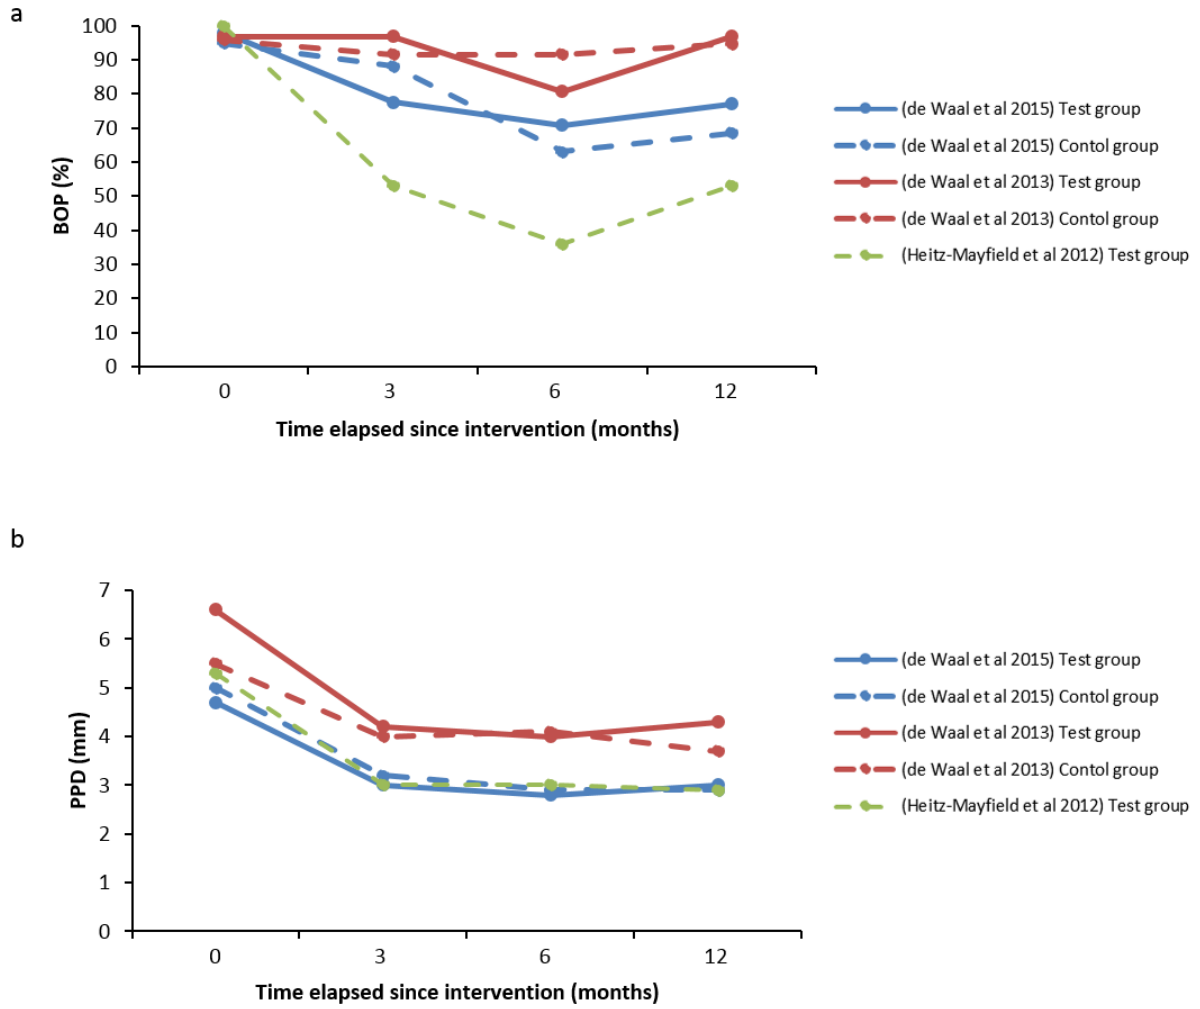 a
100
90
80
70
60
50
40
30
20
10
0
BOP (%)
0 3 6 12
Time elapsed since intervention (months)
(de Waal et al 2015) Test group
(de Waal et al 2015) Contol group
(de Waal et al 2013) Test group
(de Waal et al 2013) Contol group
(Heitz-Mayfield et al 2012) Test group
b
7
6
5
4
3
2
1
0
PPD (mm)
0 3 6 12
Time elapsed since intervention (months)
(de Waal et al 2015) Test group
(de Waal et al 2015) Contol group
(de Waal et al 2013) Test group
(de Waal et al 2013) Contol group
(Heitz-Mayfield et al 2012) Test group